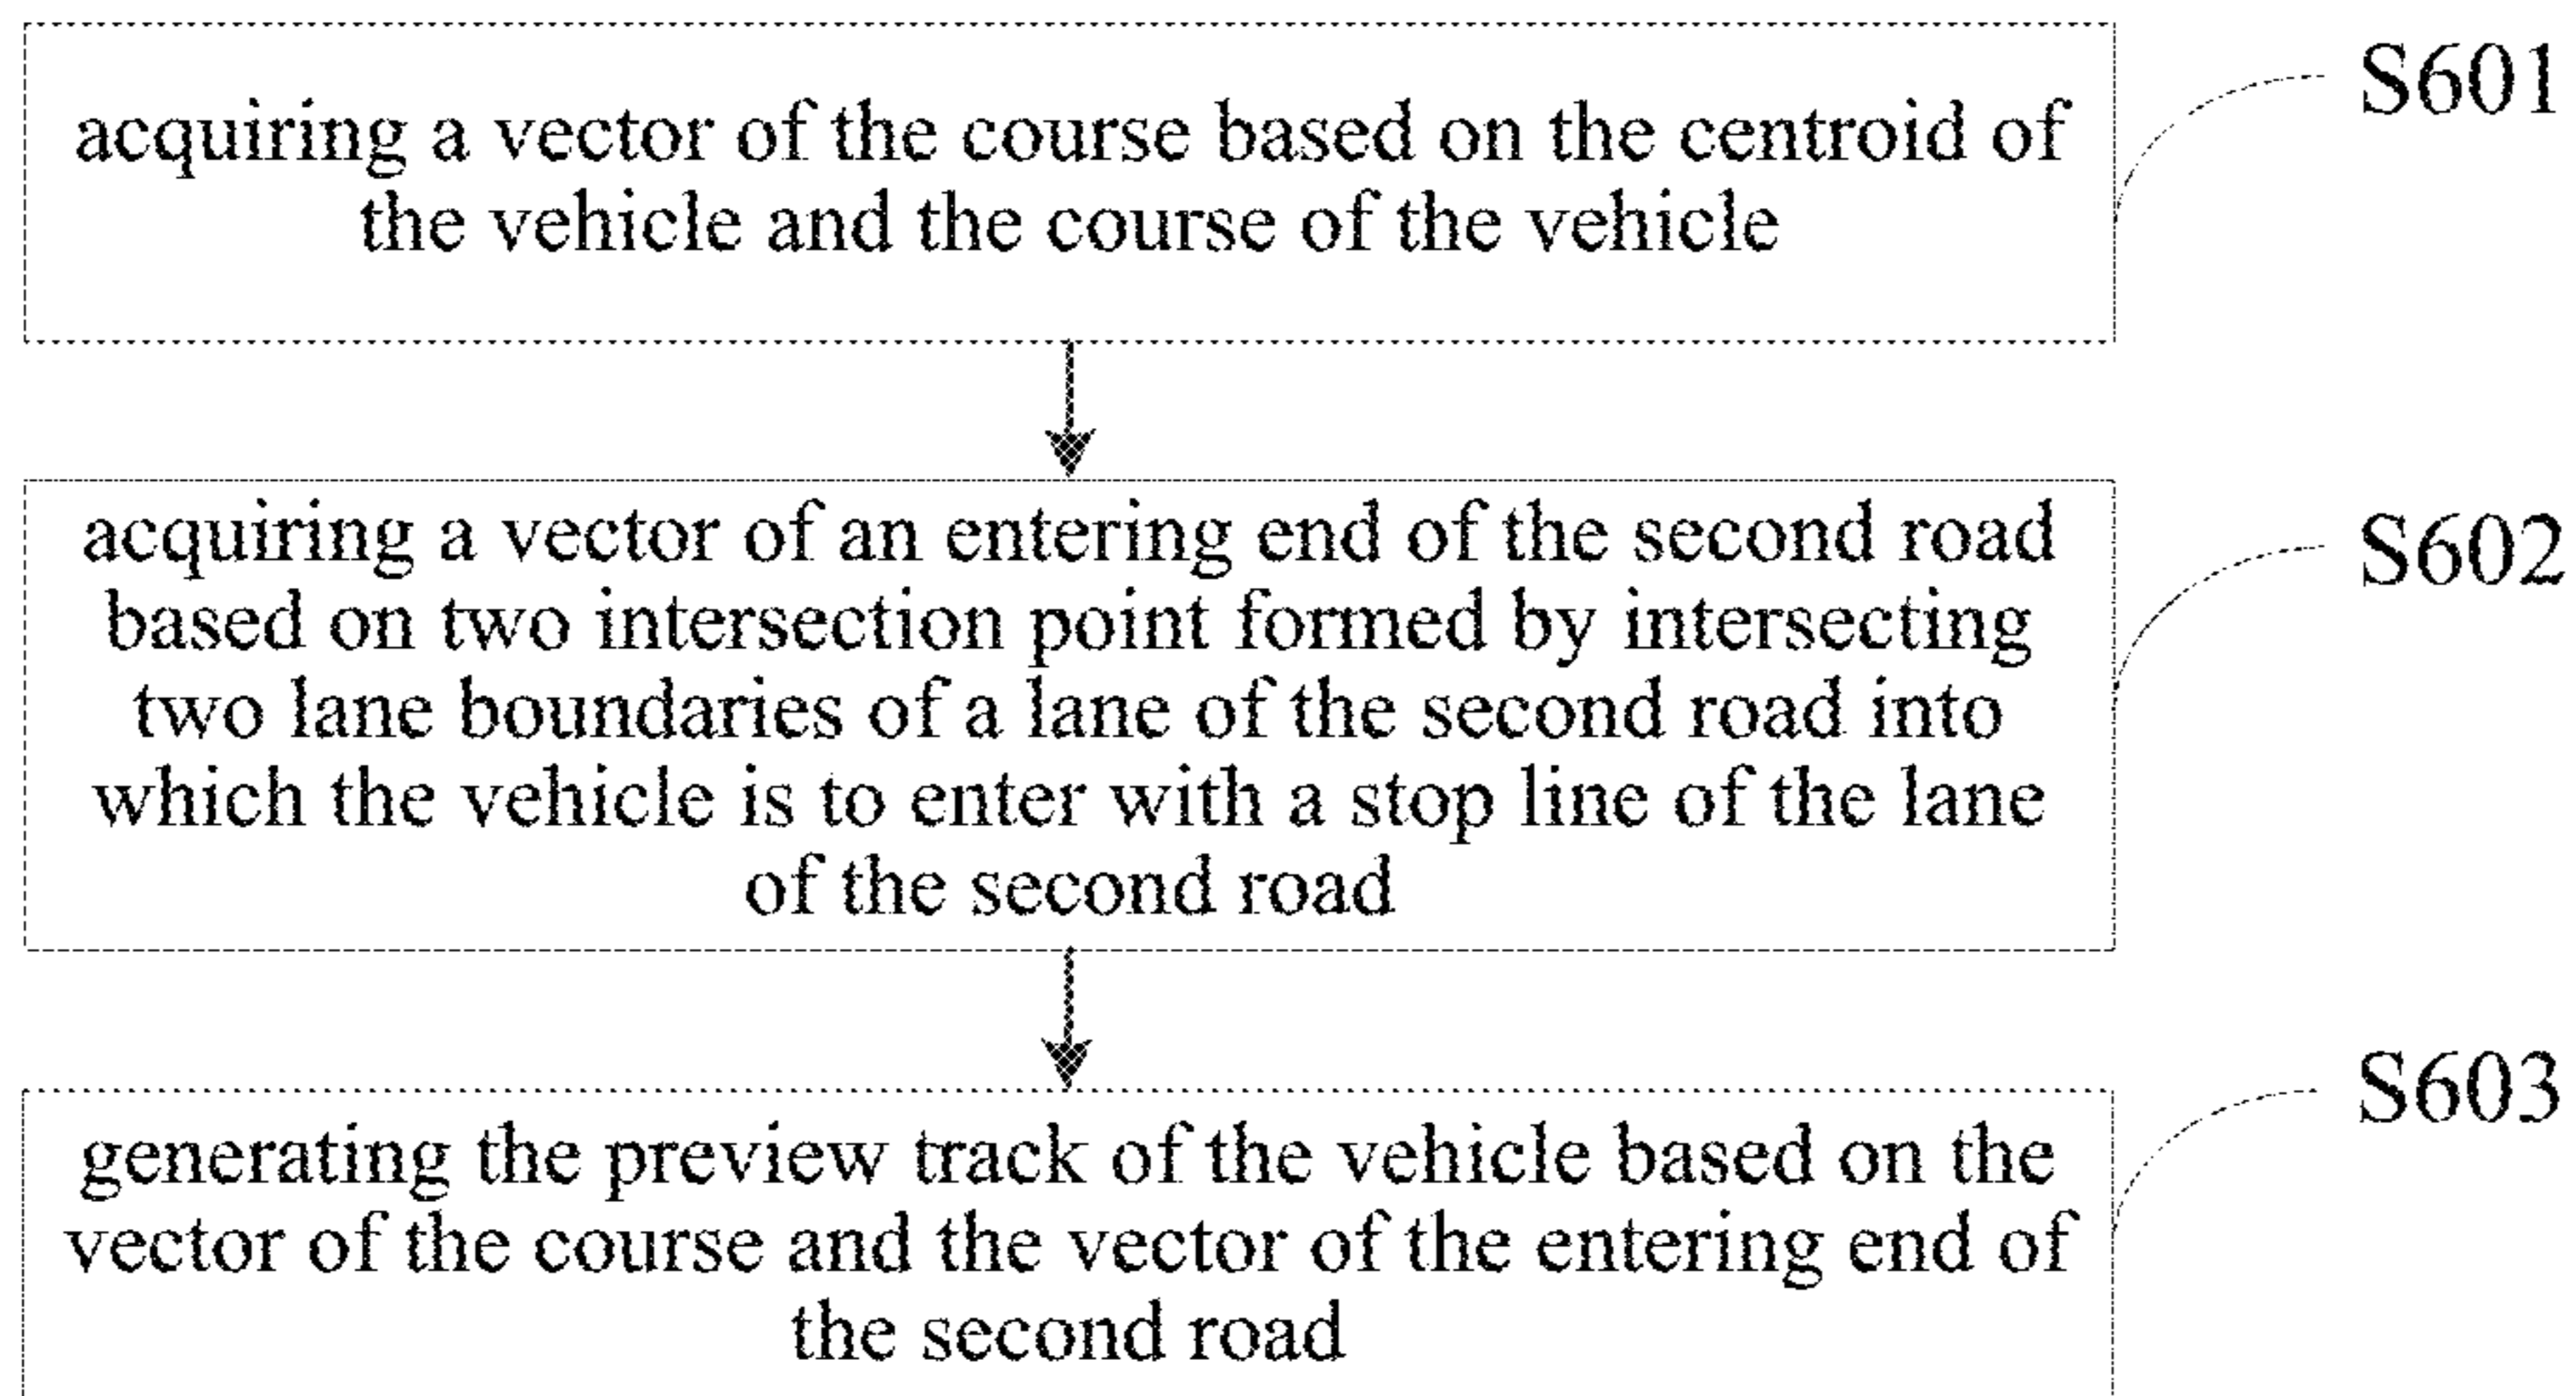 acquiring a vector of the course based on the centroid of
the vehicle and the course of the vehicle
S601
acquiring a vector of an entering end of the second road
based on two intersection point formed by intersecting
two lane boundaries of a lane of the second road into
which the vehicle is to enter with a stop line of the lane
of the second road
S602
generating the preview track of the vehicle based on the
vector of the course and the vector of the entering end of
the second road
S603